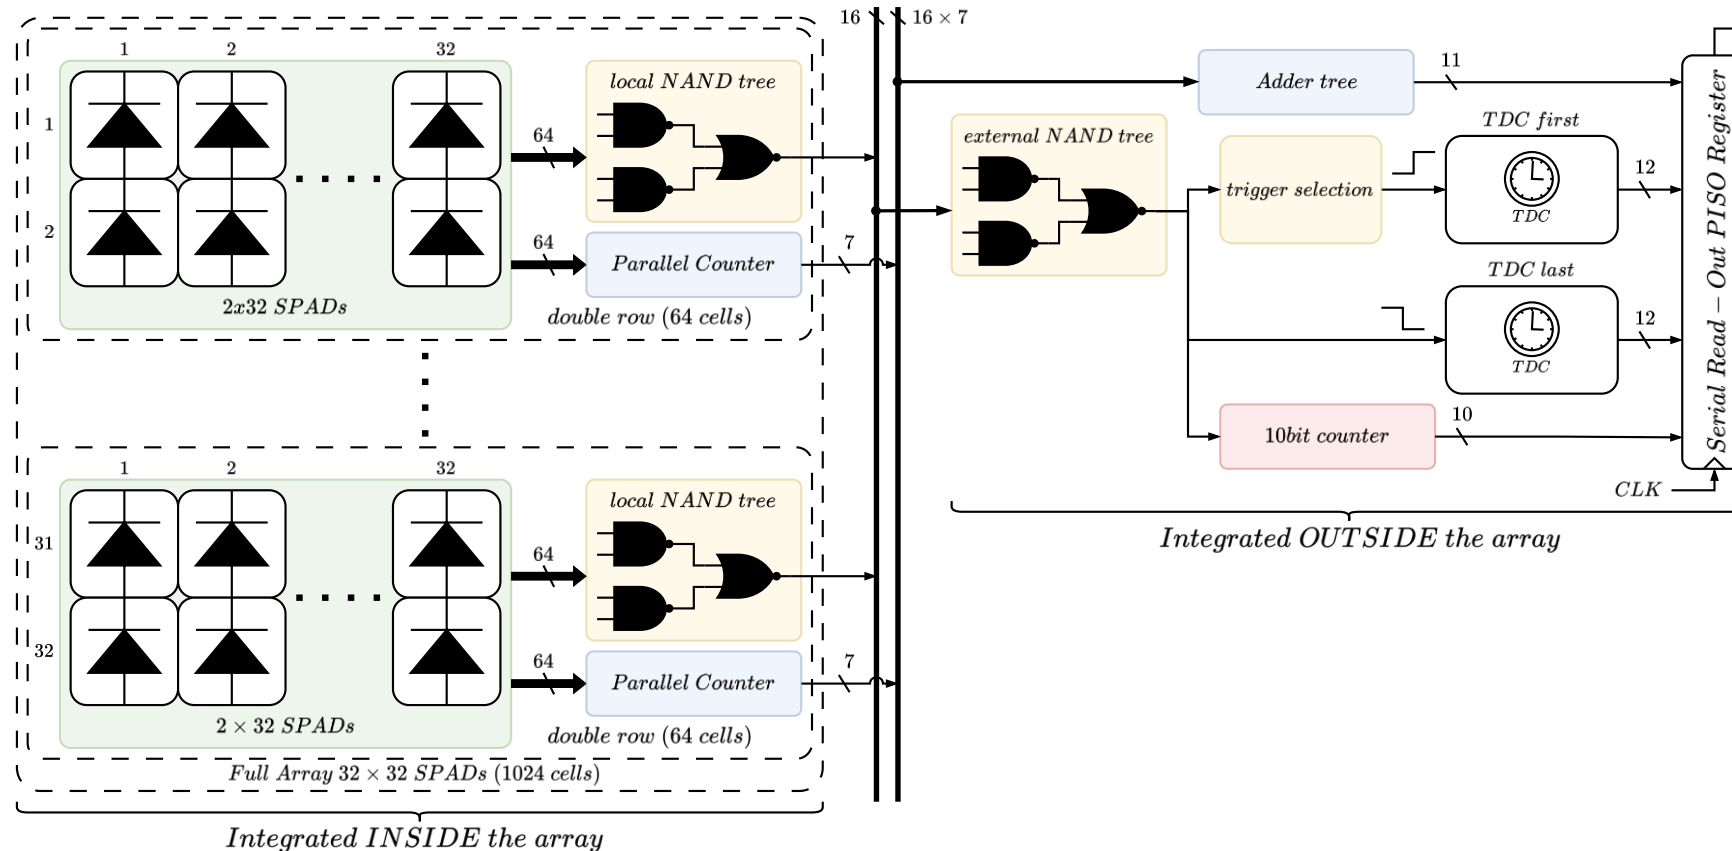 16
16 × 7
1
2
32
1
2
2x32 SPADs
64
local NAND tree
64
Parallel Counter
7
double row (64 cells)
1
2
32
31
32
2 × 32 SPADs
64
local NAND tree
64
Parallel Counter
7
double row (64 cells)
Full Array 32 × 32 SPADs (1024 cells)
Integrated INSIDE the array
Adder tree
11
external NAND tree
trigger selection
TDC first
TDC
12
TDC last
TDC
12
10bit counter
10
Serial Read − Out PISO Register
CLK
Integrated OUTSIDE the array